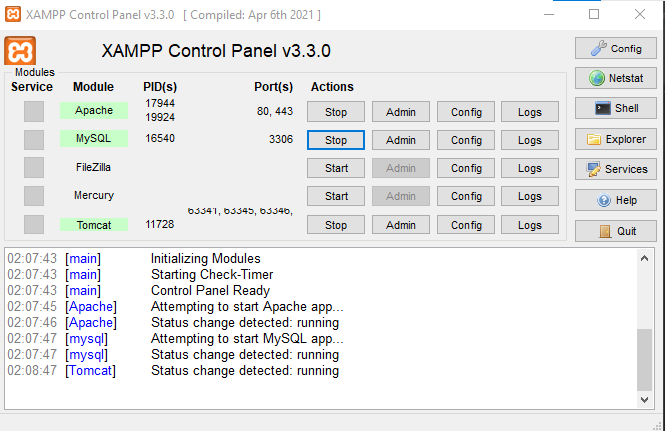 XAMPP Control Panel v3.3.0 [ Compiled: Apr 6th 2021 ]
XAMPP Control Panel v3.3.0
Config
Modules
Service Module PID(s) Port(s) Actions
Netstat
Apache 17944 19924 80, 443 Stop Admin Config Logs
Shell
MySQL 16540 3306 Stop Admin Config Logs
Explorer
FileZilla Start Admin Config Logs
Services
Mercury Start Admin Config Logs
Help
63341, 63345, 63346,
Tomcat 11728 Stop Admin Config Logs
Quit
02:07:43 [main] Initializing Modules
02:07:43 [main] Starting Check-Timer
02:07:43 [main] Control Panel Ready
02:07:45 [Apache] Attempting to start Apache app...
02:07:46 [Apache] Status change detected: running
02:07:47 [mysql] Attempting to start MySQL app...
02:07:47 [mysql] Status change detected: running
02:08:47 [Tomcat] Status change detected: running